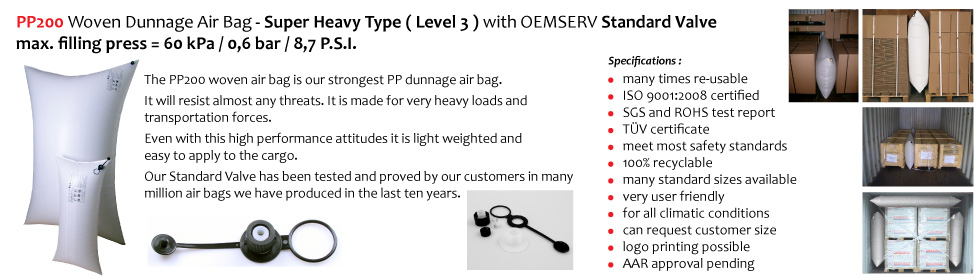 PP200 Woven Dunnage Air Bag - Super Heavy Type ( Level 3 ) with OEMSERV Standard Valve
max. filling press = 60 kPa / 0,6 bar / 8,7 P.S.I.
The PP200 woven air bag is our strongest PP dunnage air bag.
It will resist almost any threats. It is made for very heavy loads and
transportation forces.
Even with this high performance attitudes it is light weighted and
easy to apply to the cargo.
Our Standard Valve has been tested and proved by our customers in many
million air bags we have produced in the last ten years.
Specifications :
• many times re-usable
• ISO 9001:2008 certified
• SGS and ROHS test report
• TÜV certificate
• meet most safety standards
• 100% recyclable
• many standard sizes available
• very user friendly
• for all climatic conditions
• can request customer size
• logo printing possible
• AAR approval pending